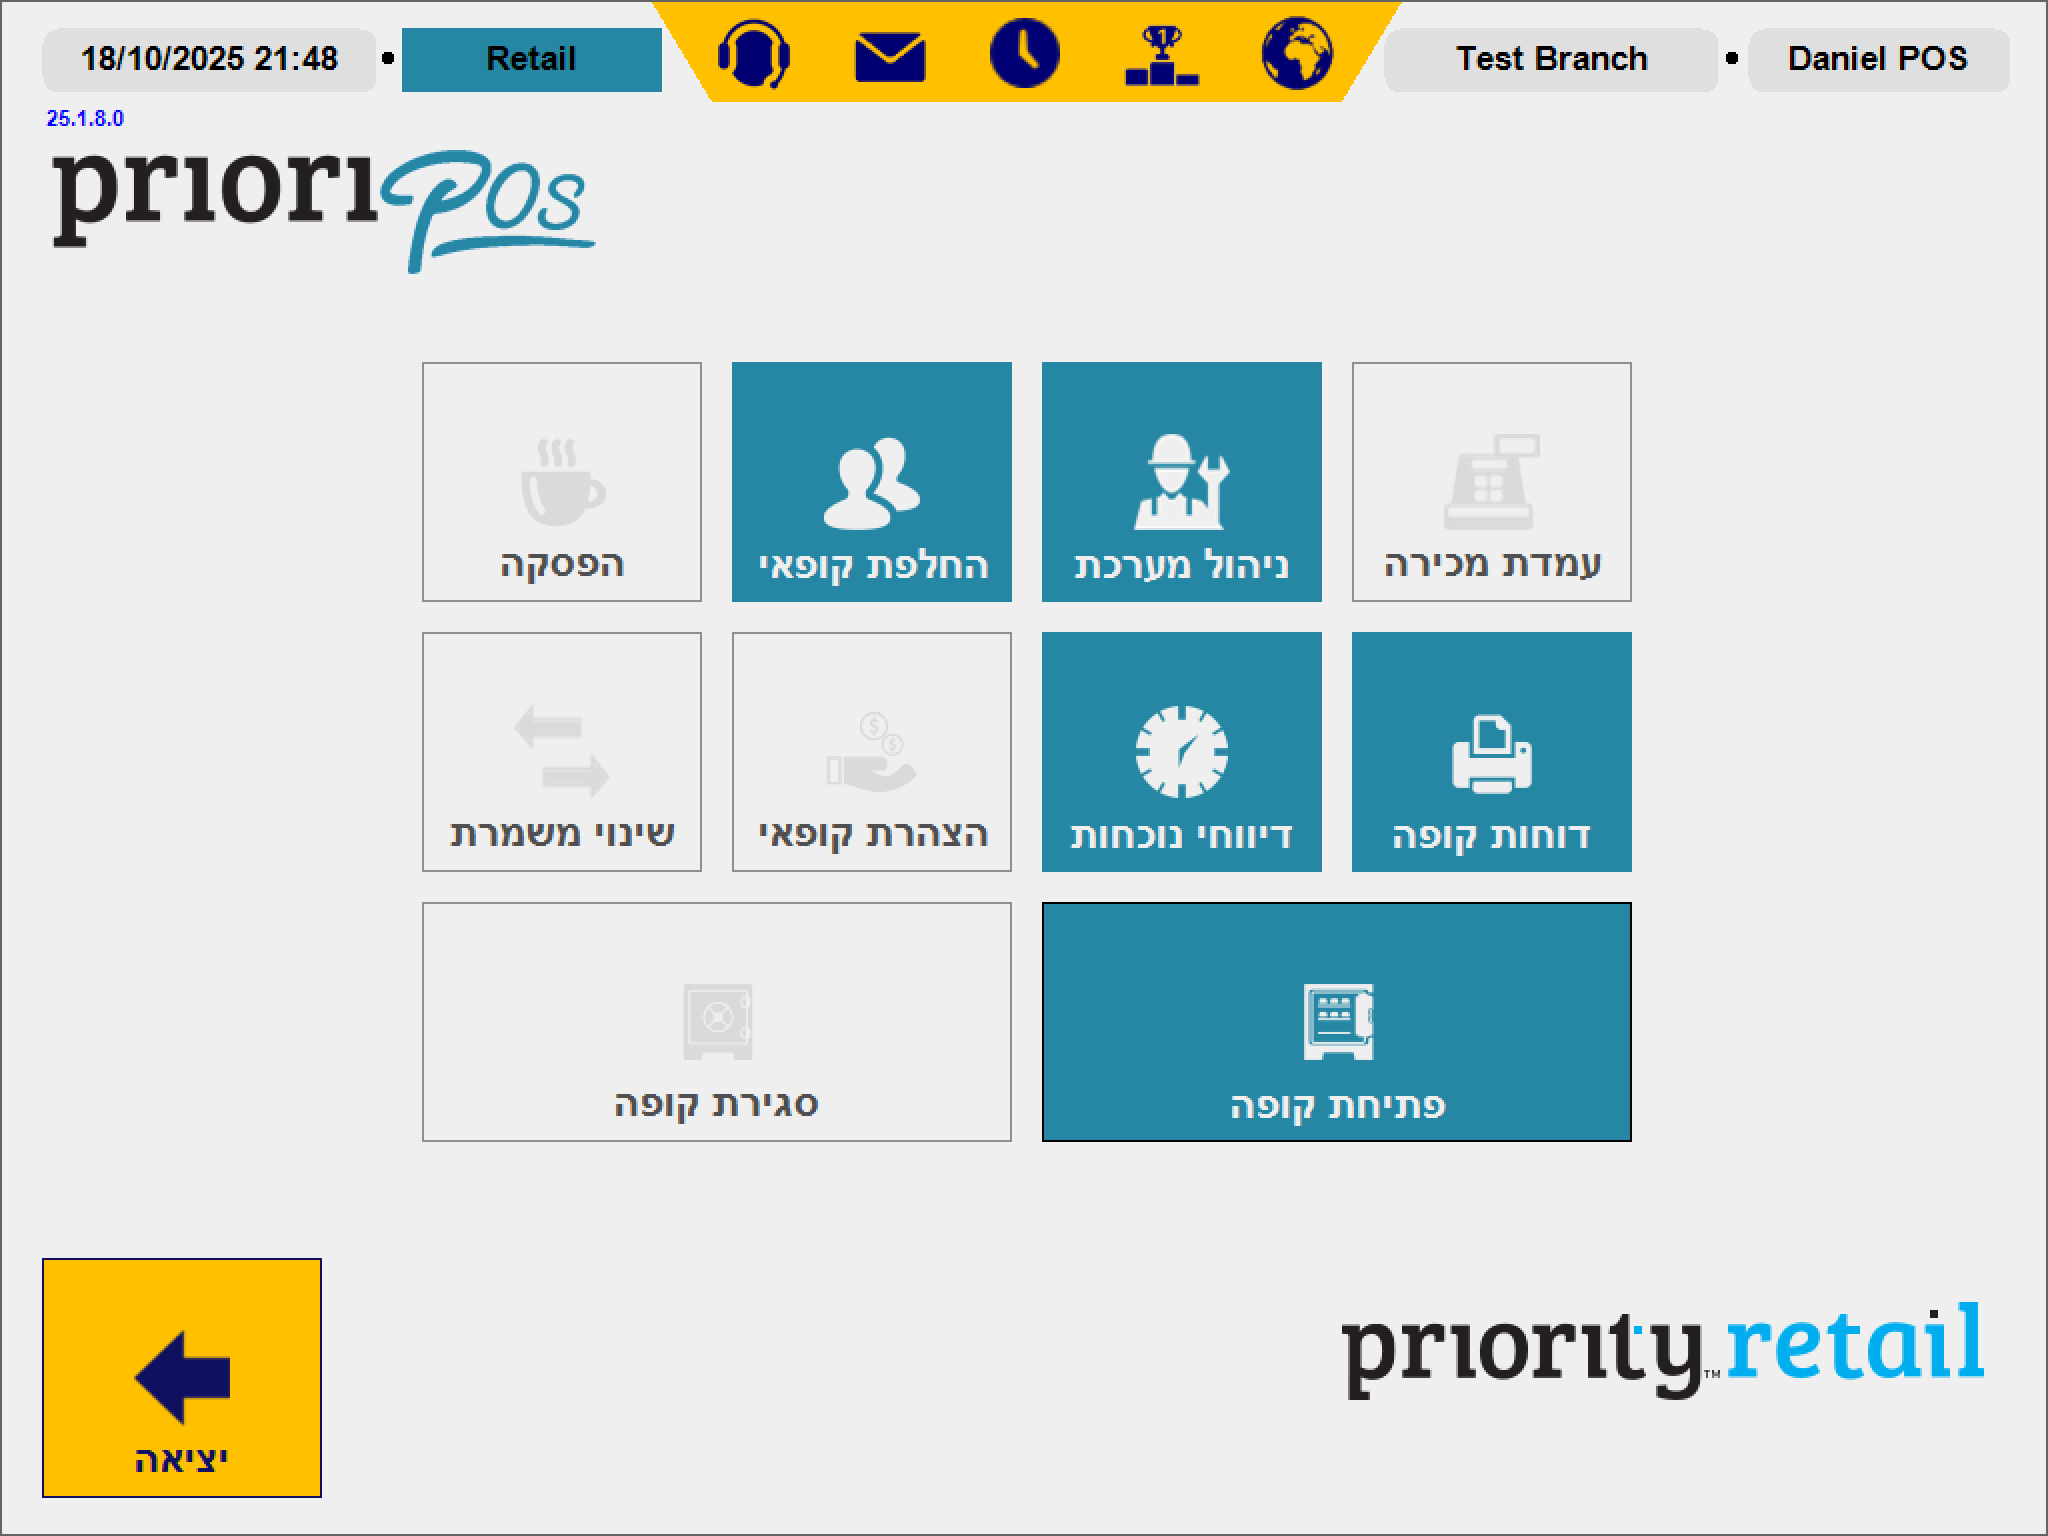 18/10/2025 21:48 • Retail
Test Branch • Daniel POS
25.1.8.0
prioriPOS
עמדת מכירה
ניהול מערכת
החלפת קופאי
הפסקה
דוחות קופה
דיווחי נוכחות
הצהרת קופאי
שינוי משמרת
פתיחת קופה
סגירת קופה
יציאה
priority™ retail